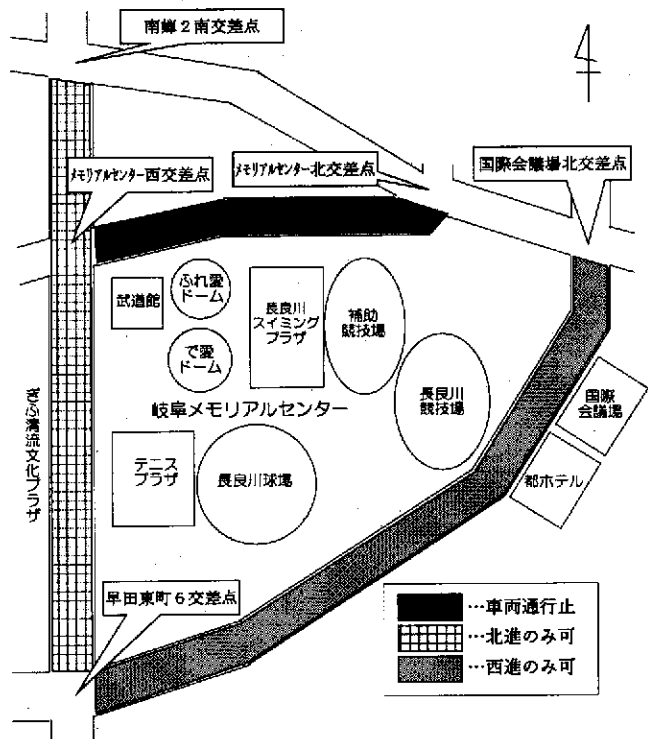 南蝉２南交差点
ﾒﾓﾘｱﾙｾﾝﾀｰ西交差点
ﾒﾓﾘｱﾙｾﾝﾀｰ北交差点
国際会議場北交差点
武道館
ふれ愛
ドーム
で愛
ドーム
長良川
スイミング
プラザ
補助
競技場
長良川
競技場
国際
会議場
都ホテル
岐阜メモリアルセンター
テニス
プラザ
長良川球場
ぎふ清流文化プラザ
早田東町６交差点
…車両通行止
…北進のみ可
…西進のみ可